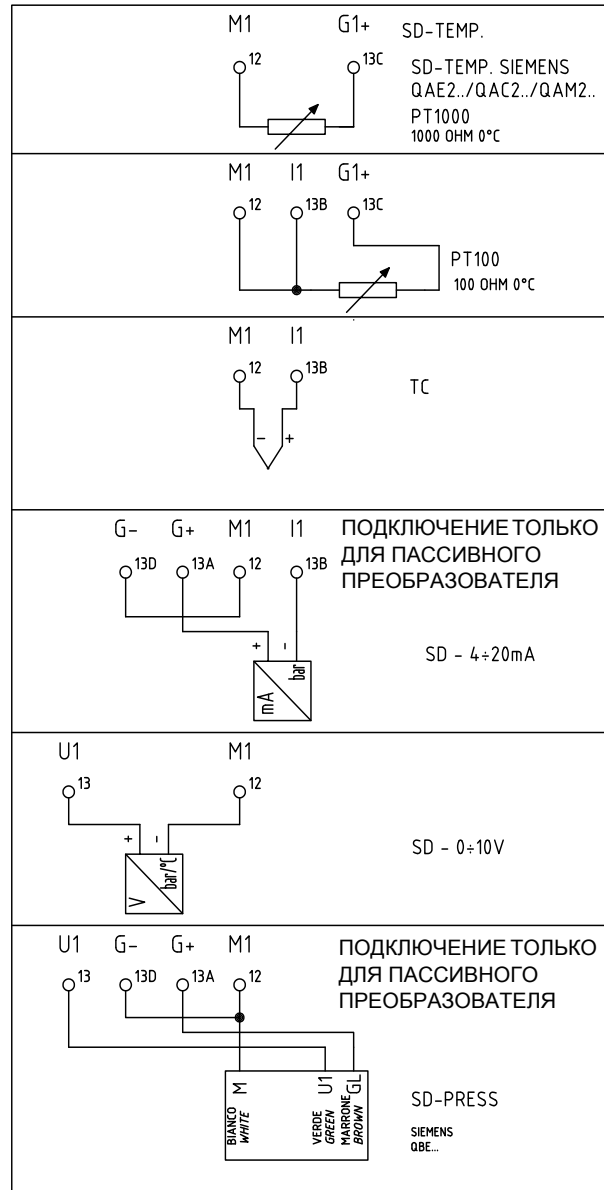 M1 G1+ SD-TEMP.
12 13C SD-TEMP. SIEMENS
QAE2../QAC2../QAM2..
PT1000
1000 OHM 0°C
M1 I1 G1+
12 13B 13C
PT100
100 OHM 0°C
M1 I1
12 13B
TC
- +
G- G+ M1 I1 ПОДКЛЮЧЕНИЕ ТОЛЬКО
13D 13A 12 13B ДЛЯ ПАССИВНОГО
ПРЕОБРАЗОВАТЕЛЯ
+ -
mA bar
SD - 4÷20mA
U1 M1
13 12
+ -
V bar/°C
SD - 0÷10V
U1 G- G+ M1 ПОДКЛЮЧЕНИЕ ТОЛЬКО
13 13D 13A 12 ДЛЯ ПАССИВНОГО
ПРЕОБРАЗОВАТЕЛЯ
M U1 GL
BIANCO VERDE MARRONE
WHITE GREEN BROWN
SD-PRESS
SIEMENS
QBE...